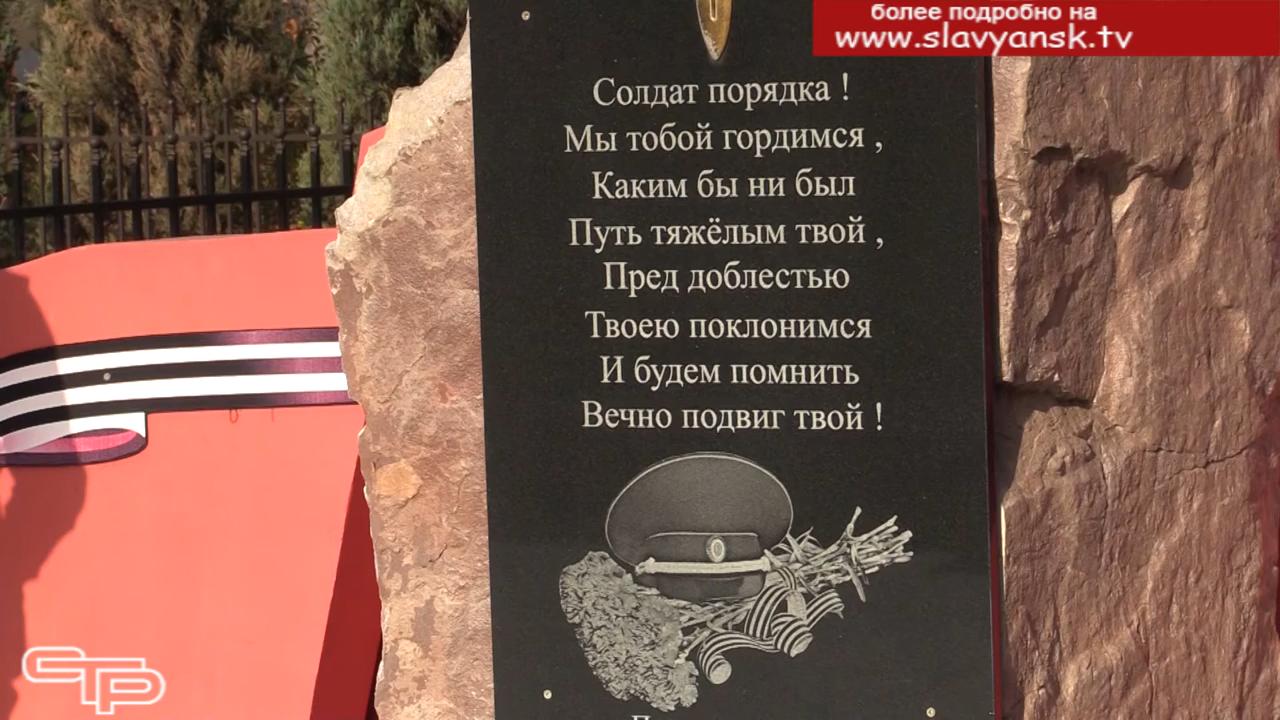 более подробно на
www.slavyansk.tv
Солдат порядка !
Мы тобой гордимся ,
Каким бы ни был
Путь тяжёлым твой ,
Пред доблестью
Твоею поклонимся
И будем помнить
Вечно подвиг твой !
СТР